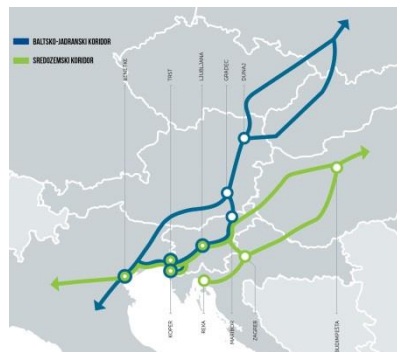 BALTSKO-JADRANSKI KORIDOR
SREDOZEMSKI KORIDOR
BENETKE
TRST
LJUBLJANA
GRADEC
DUNAJ
KOPER
REKA
MARIBOR
ZAGREB
BUDIMPEŠTA